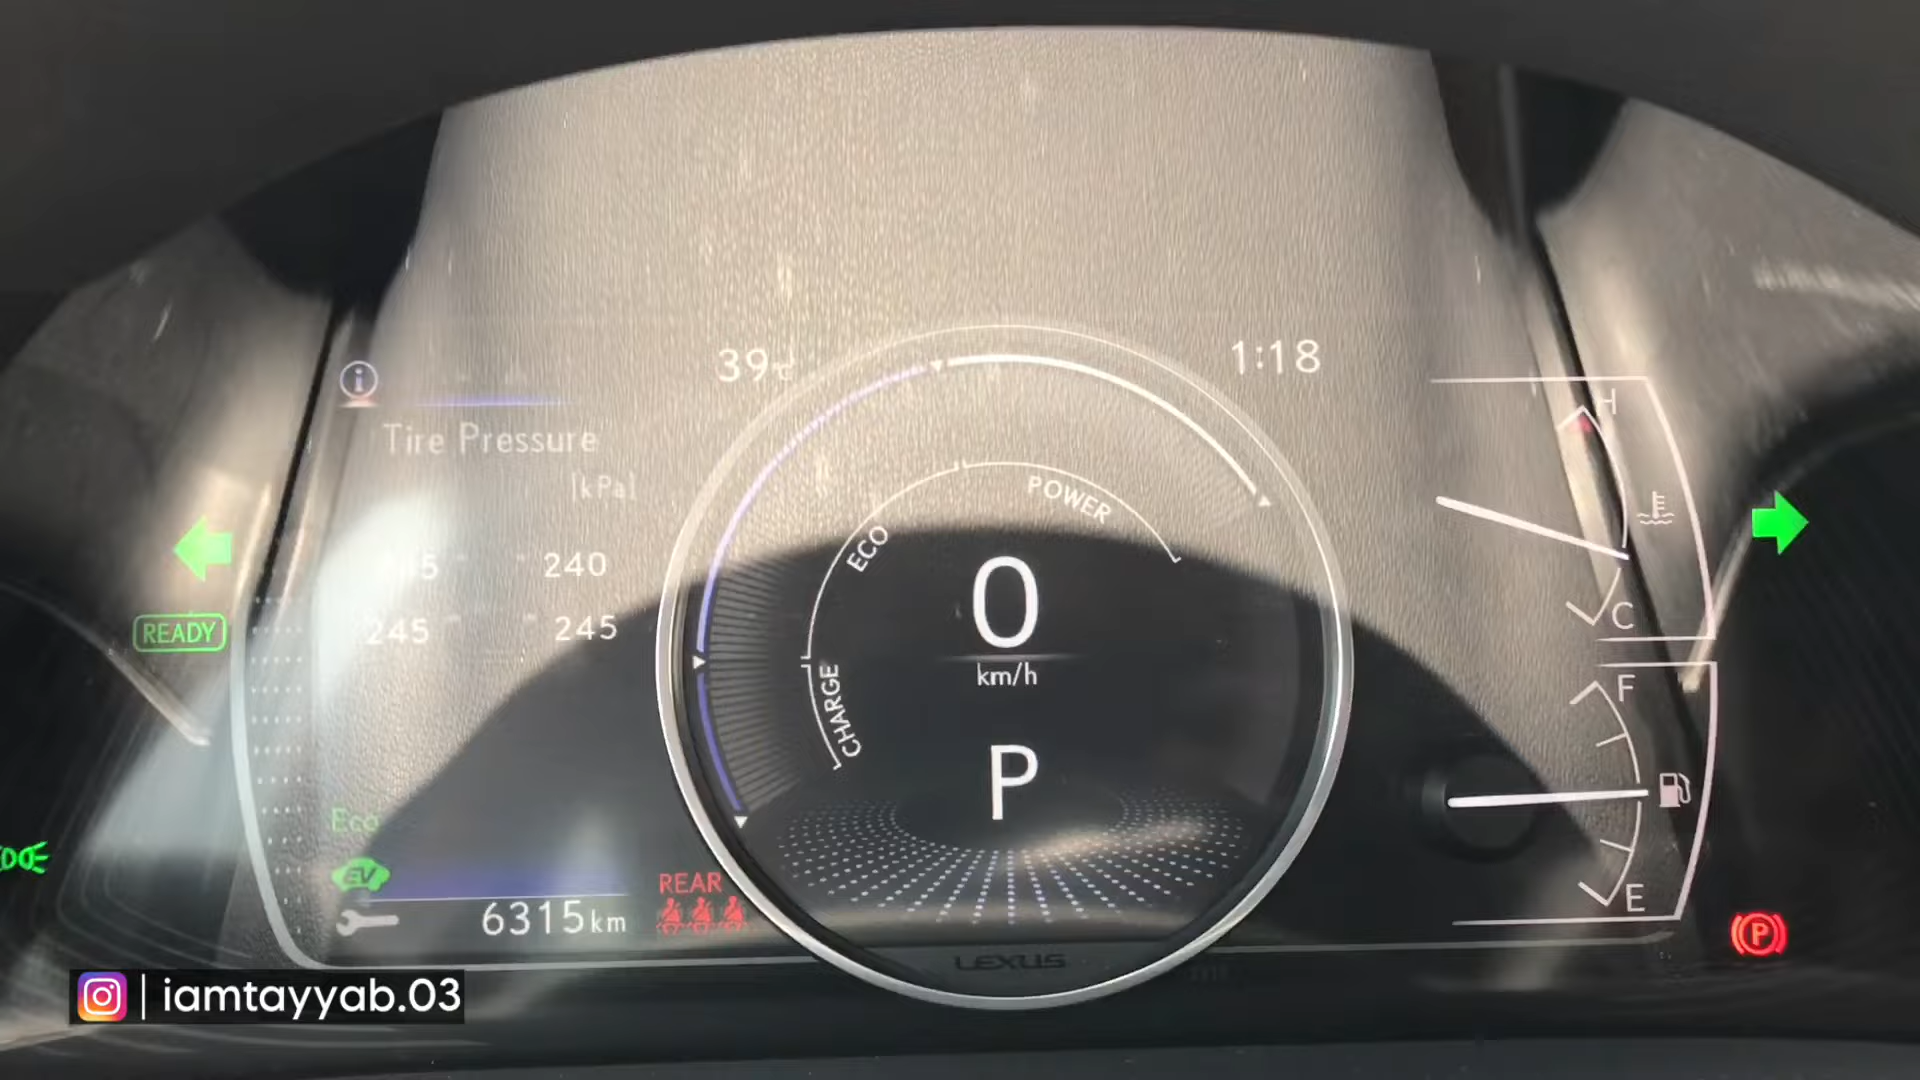 39
1:18
Tire Pressure
[kPa]
240
245
245
READY
H
C
F
E
POWER
ECO
CHARGE
0
km/h
P
Eco
EV
REAR
6315km
LEXUS
P
iamtayyab.03